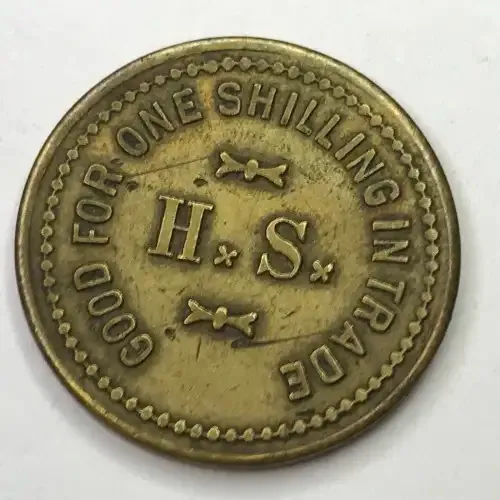 GOOD FOR ONE SHILLING IN TRADE
H. S.